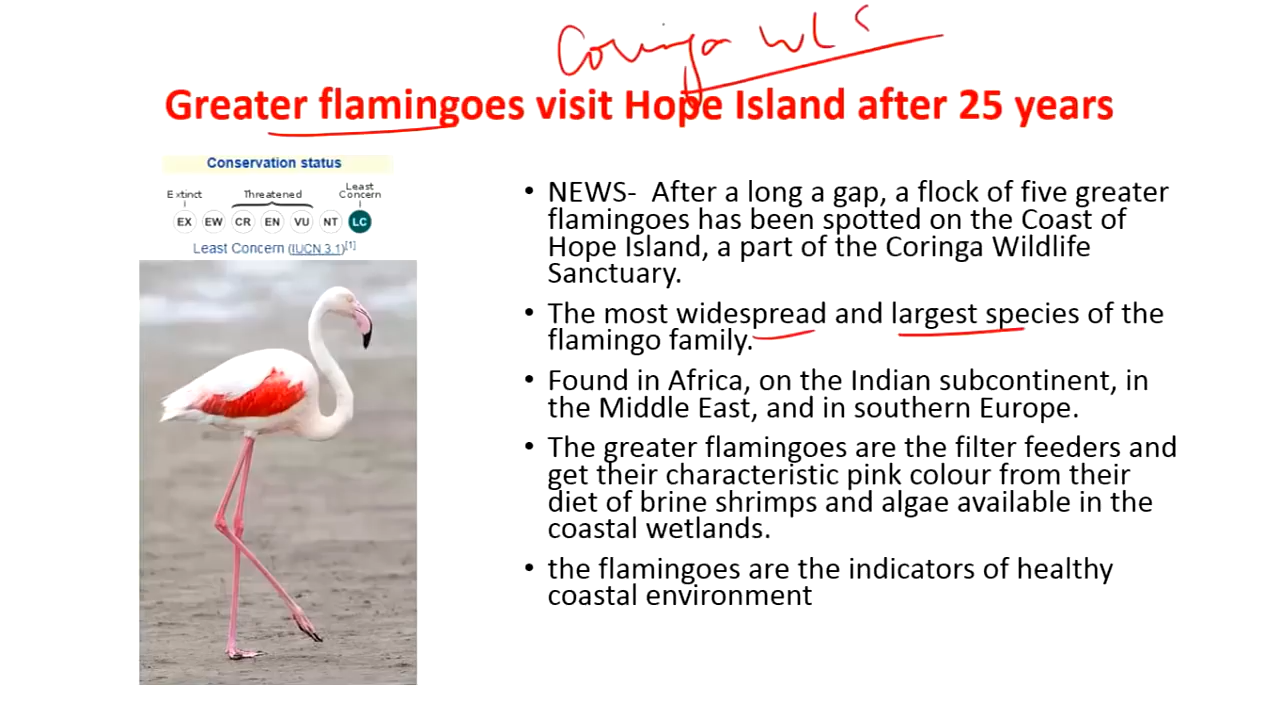 Coringa WLS
Greater flamingoes visit Hope Island after 25 years
Conservation status
Extinct
Threatened
Least
Concern
EX EW CR EN VU NT LC
Least Concern (IUCN 3.1)[1]
• NEWS- After a long a gap, a flock of five greater
flamingoes has been spotted on the Coast of
Hope Island, a part of the Coringa Wildlife
Sanctuary.
• The most widespread and largest species of the
flamingo family.
• Found in Africa, on the Indian subcontinent, in
the Middle East, and in southern Europe.
• The greater flamingoes are the filter feeders and
get their characteristic pink colour from their
diet of brine shrimps and algae available in the
coastal wetlands.
• the flamingoes are the indicators of healthy
coastal environment